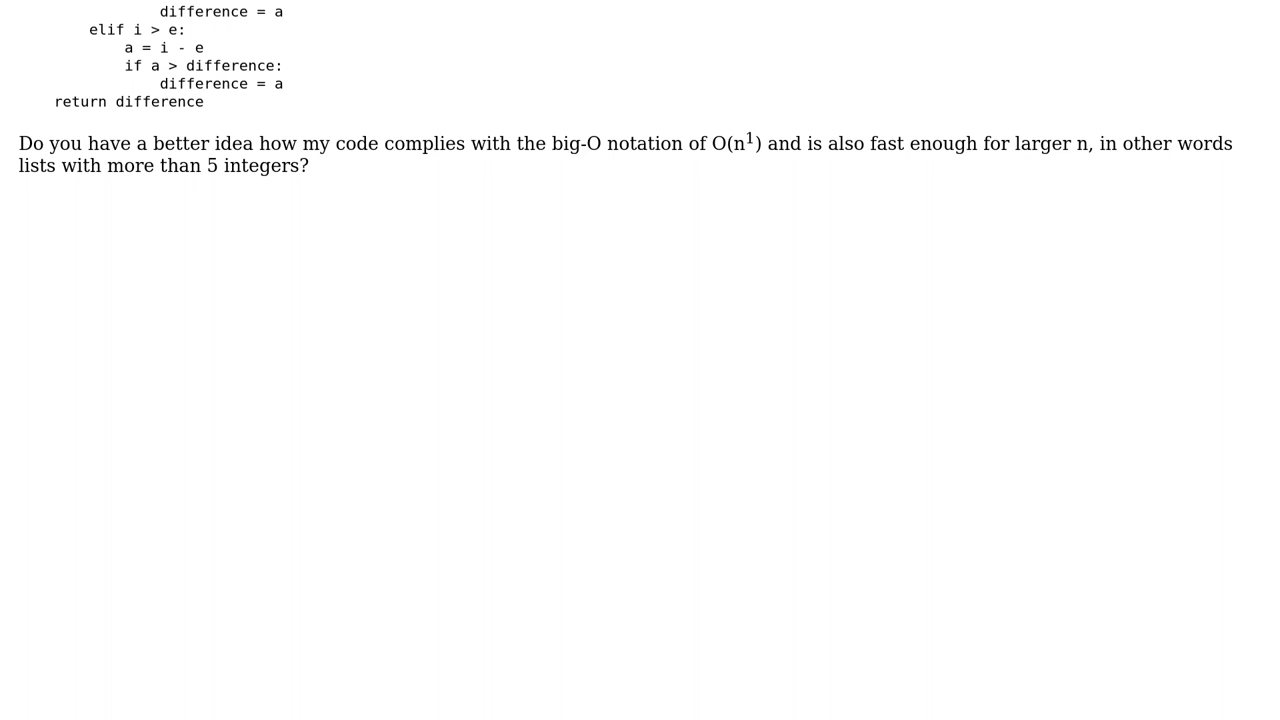 difference = a
    elif i > e:
        a = i - e
        if a > difference:
            difference = a
return difference
Do you have a better idea how my code complies with the big-O notation of O(n¹) and is also fast enough for larger n, in other words
lists with more than 5 integers?